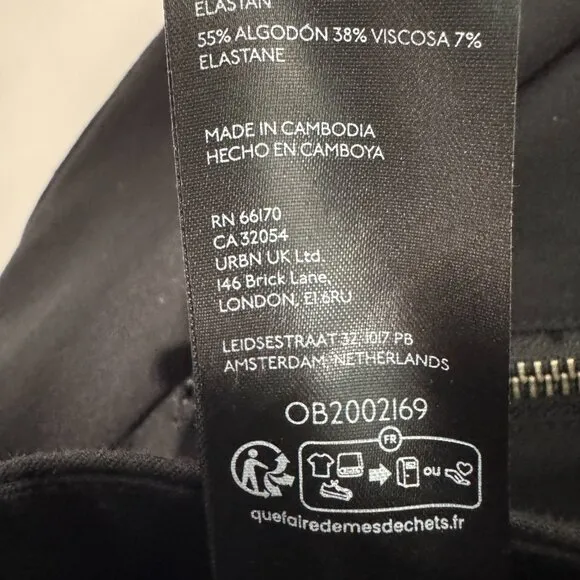 ELASTAN
55% ALGODÓN 38% VISCOSA 7%
ELASTANE
MADE IN CAMBODIA
HECHO EN CAMBOYA
RN 66170
CA 32054
URBN UK Ltd.
146 Brick Lane,
LONDON, E1 6RU
LEIDSESTRAAT 32, 1017 PB
AMSTERDAM, NETHERLANDS
OB2002169
FR
ou
quefairedemesdechets.fr